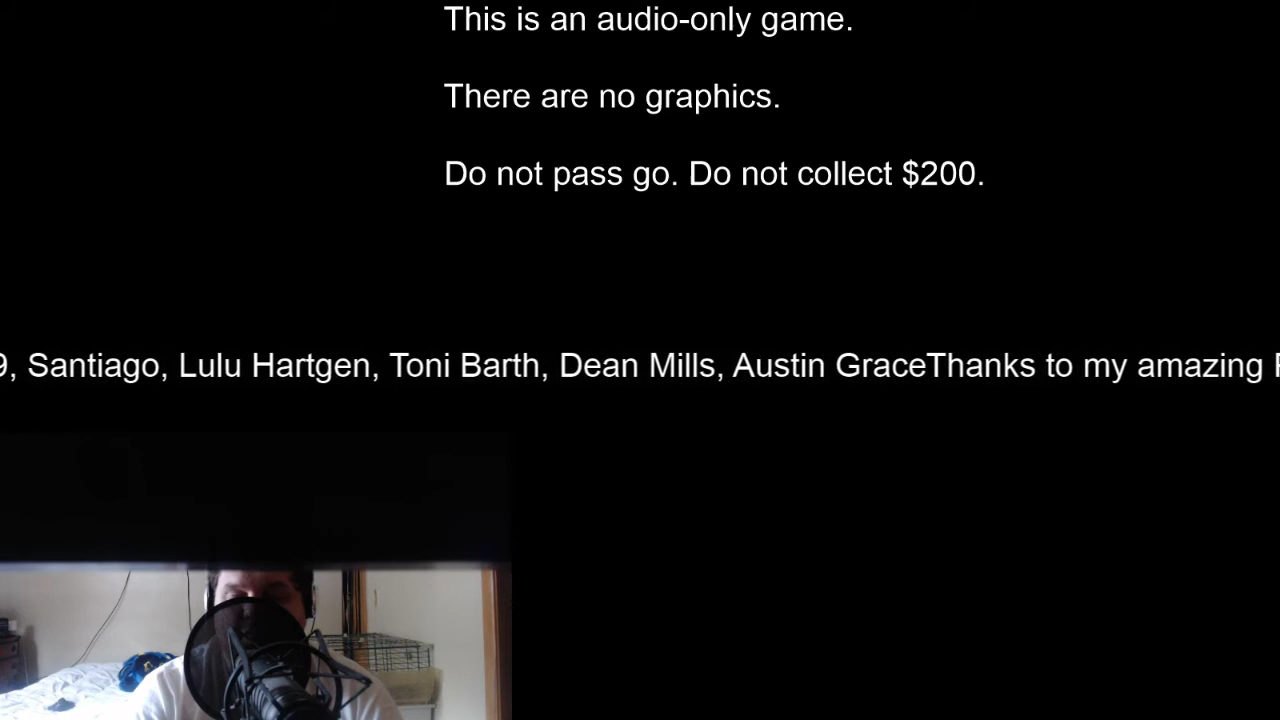 This is an audio-only game.
There are no graphics.
Do not pass go. Do not collect $200.
9, Santiago, Lulu Hartgen, Toni Barth, Dean Mills, Austin GraceThanks to my amazing